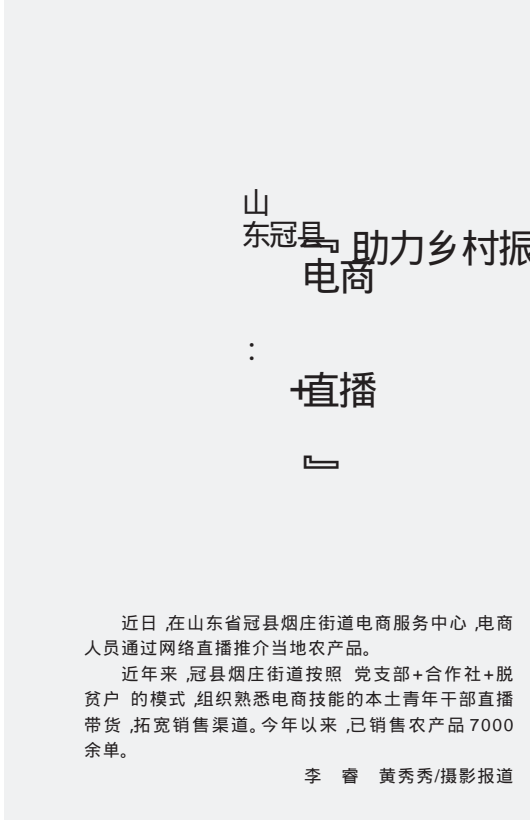 山
东冠县
『
助力乡村振
电商
：
+直播
』
近日,在山东省冠县烟庄街道电商服务中心,电商
人员通过网络直播推介当地农产品。
近年来,冠县烟庄街道按照 党支部+合作社+脱
贫户 的模式,组织熟悉电商技能的本土青年干部直播
带货,拓宽销售渠道。今年以来,已销售农产品7000
余单。
李 睿 黄秀秀/摄影报道